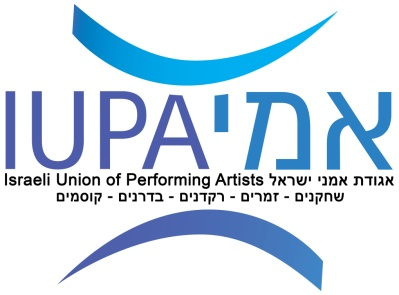 IUPA אמי
Israeli Union of Performing Artists אגודת אמני ישראל
שחקנים - זמרים - רקדנים - בדרנים - קוסמים